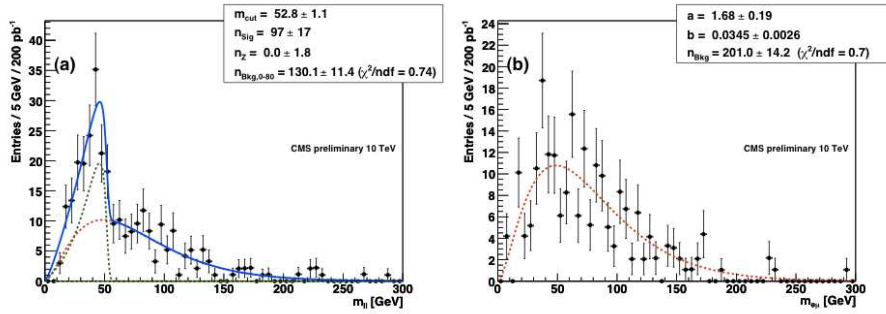 m_cut = 52.8 ± 1.1
n_Sig = 97 ± 17
n_Z = 0.0 ± 1.8
n_Bkg,0-80 = 130.1 ± 11.4 (χ²/ndf = 0.74)
(a)
CMS preliminary 10 TeV
Entries / 5 GeV / 200 pb⁻¹
40
35
30
25
20
15
10
5
0
0 50 100 150 200 250 300
m_ll [GeV]
a = 1.68 ± 0.19
b = 0.0345 ± 0.0026
n_Bkg = 201.0 ± 14.2 (χ²/ndf = 0.7)
(b)
CMS preliminary 10 TeV
Entries / 5 GeV / 200 pb⁻¹
24
22
20
18
16
14
12
10
8
6
4
2
0
0 50 100 150 200 250 300
m_eμ [GeV]